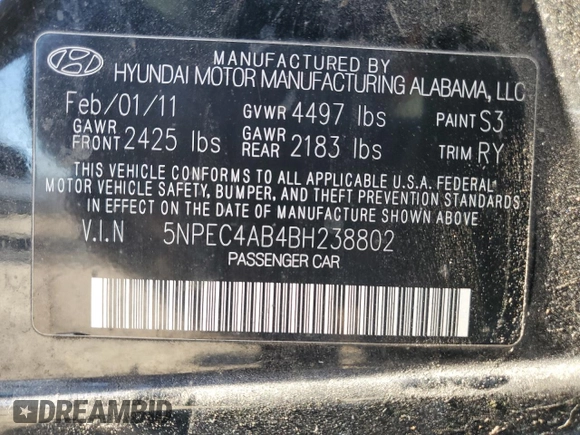 MANUFACTURED BY
HYUNDAI MOTOR MANUFACTURING ALABAMA, LLC
Feb/01/11 GVWR 4497 lbs PAINT S3
GAWR FRONT 2425 lbs GAWR REAR 2183 lbs TRIM RY
THIS VEHICLE CONFORMS TO ALL APPLICABLE U.S.A. FEDERAL
MOTOR VEHICLE SAFETY, BUMPER, AND THEFT PREVENTION STANDARDS
IN EFFECT ON THE DATE OF MANUFACTURE SHOWN ABOVE.
V.I.N 5NPEC4AB4BH238802
PASSENGER CAR
DREAMBID